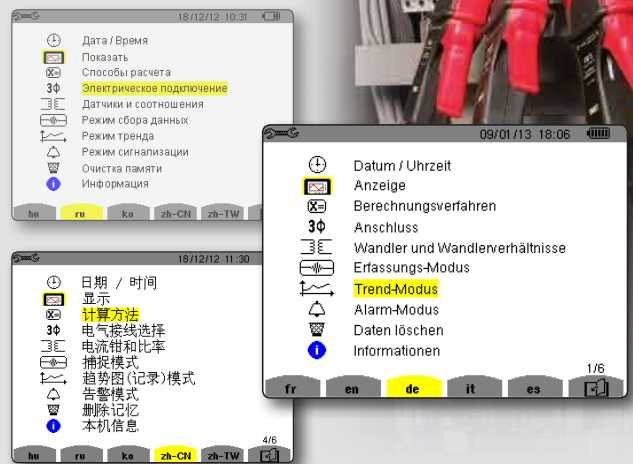 18/12/12 10:31
Дата / Время
Показать
X=
Способы расчета
3Ф
Электрическое подключение
Датчики и соотношения
Режим сбора данных
Режим тренда
Режим сигнализации
Очистка памяти
i
Информация
hu ru ko zh-CN zh-TW
18/12/12 11:30
日期 / 时间
显示
X=
计算方法
3Ф
电气接线选择
电流钳和比率
捕捉模式
趋势图(记录)模式
告警模式
删除记忆
i
本机信息
4/6
hu ru ko zh-CN zh-TW
09/01/13 18:06
Datum / Uhrzeit
Anzeige
X=
Berechnungsverfahren
3Ф
Anschluss
Wandler und Wandlerverhältnisse
Erfassungs-Modus
Trend-Modus
Alarm-Modus
Daten löschen
i
Informationen
1/6
fr en de it es